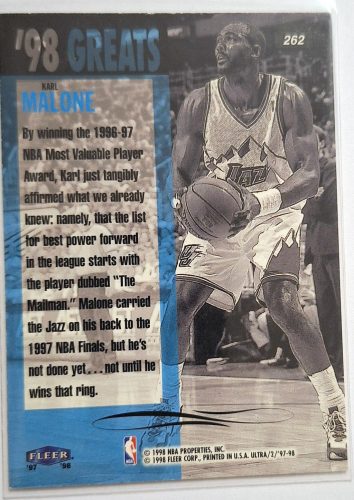 '98 GREATS
262
KARL
MALONE
By winning the 1996-97
NBA Most Valuable Player
Award, Karl just tangibly
affirmed what we already
knew: namely, that the list
for best power forward
in the league starts with
the player dubbed "The
Mailman." Malone carried
the Jazz on his back to the
1997 NBA Finals, but he's
not done yet...not until he
wins that ring.
JAZZ
FLEER
'97 '98
NBA
© 1998 NBA PROPERTIES, INC.
© 1998 FLEER CORP., PRINTED IN U.S.A. ULTRA/2/'97-98